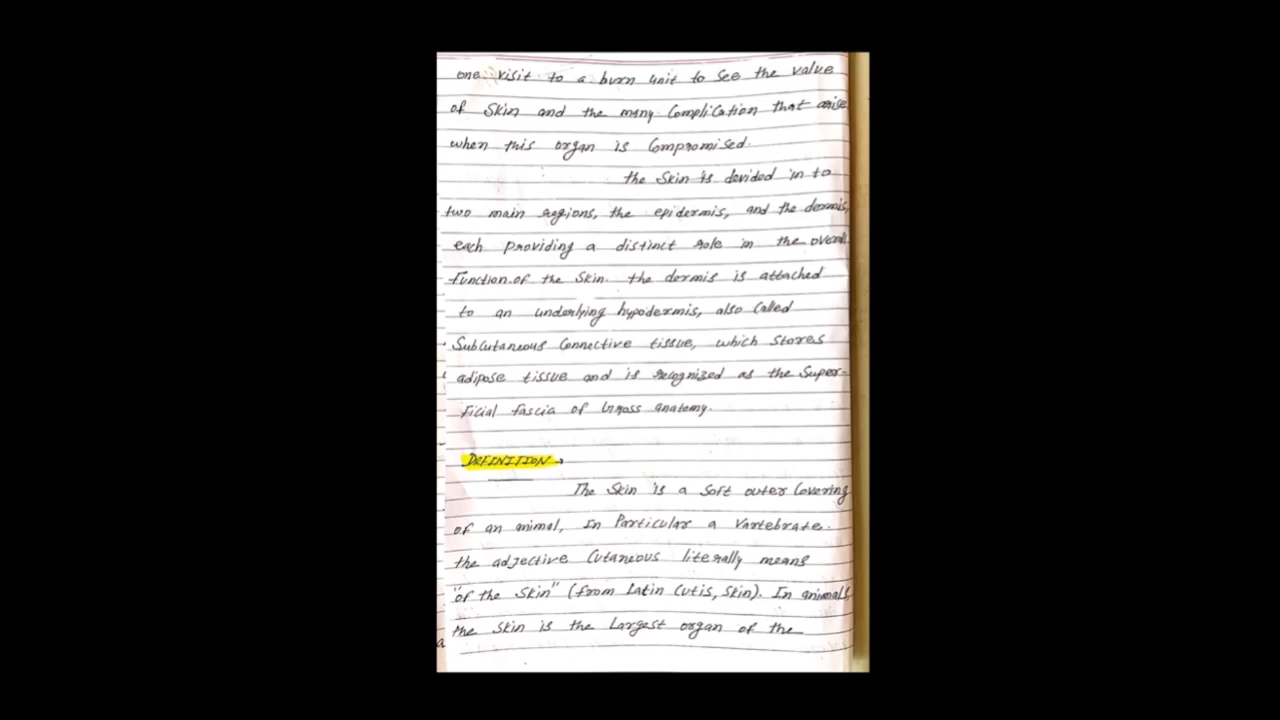 one visit to a burn unit to see the value
of Skin and the many Complication that arise
when this organ is Compromised.
the Skin is devided in to
two main regions, the epidermis, and the dermis,
each providing a distinct role in the overall
function of the Skin. the dermis is attached
to an underlying hypodermis, also Called
Subcutaneous Connective tissue, which stores
adipose tissue and is recognized as the Super-
ficial fascia of Gross anatomy.
DEFINITION →
The Skin is a Soft outer Covering
of an animal, In Particular a Vartebrate.
the adjective Cutaneous literally means
"of the Skin" (from Latin Cutis, Skin). In animals,
the Skin is the Largest organ of the